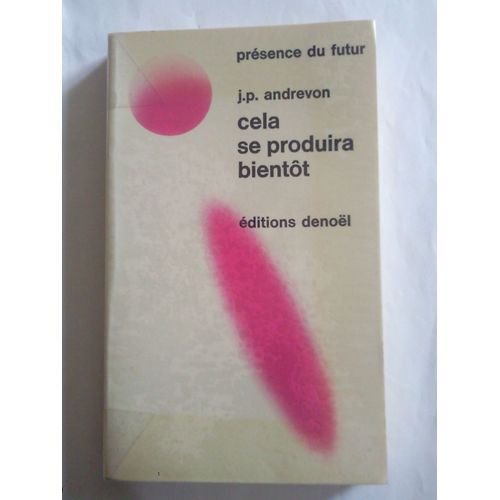 présence du futur
j.p. andrevon
cela
se produira
bientôt
éditions denoël